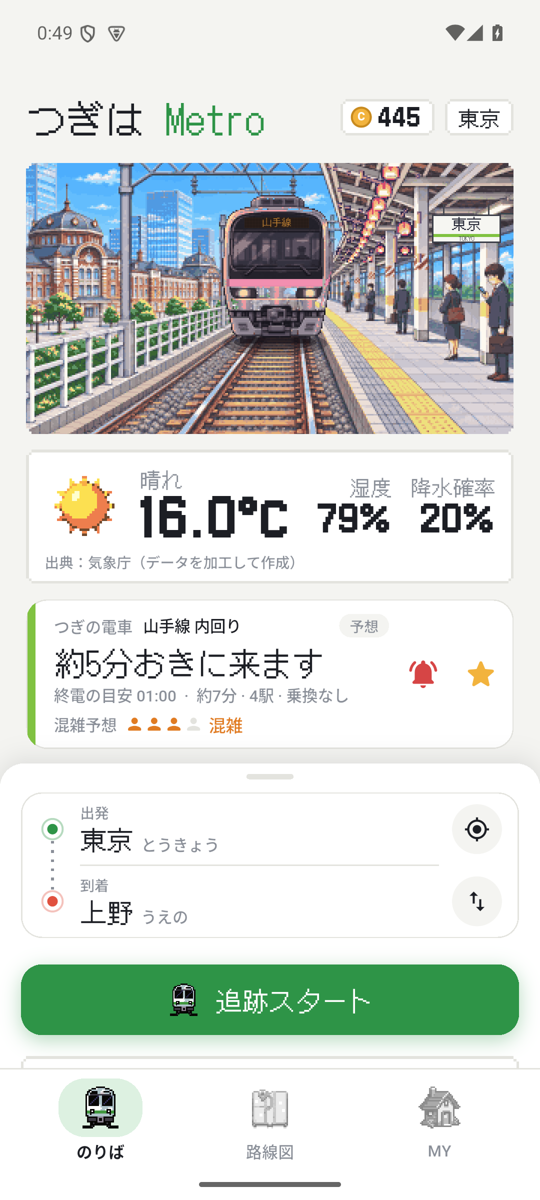 0:49
つぎは Metro
C 445
東京
山手線
東京
晴れ
16.0°C
湿度
79%
降水確率
20%
出典：気象庁（データを加工して作成）
つぎの電車 山手線 内回り
予想
約5分おきに来ます
終電の目安 01:00 · 約7分 · 4駅 · 乗換なし
混雑予想 混雑
出発
東京 とうきょう
到着
上野 うえの
追跡スタート
のりば
路線図
MY